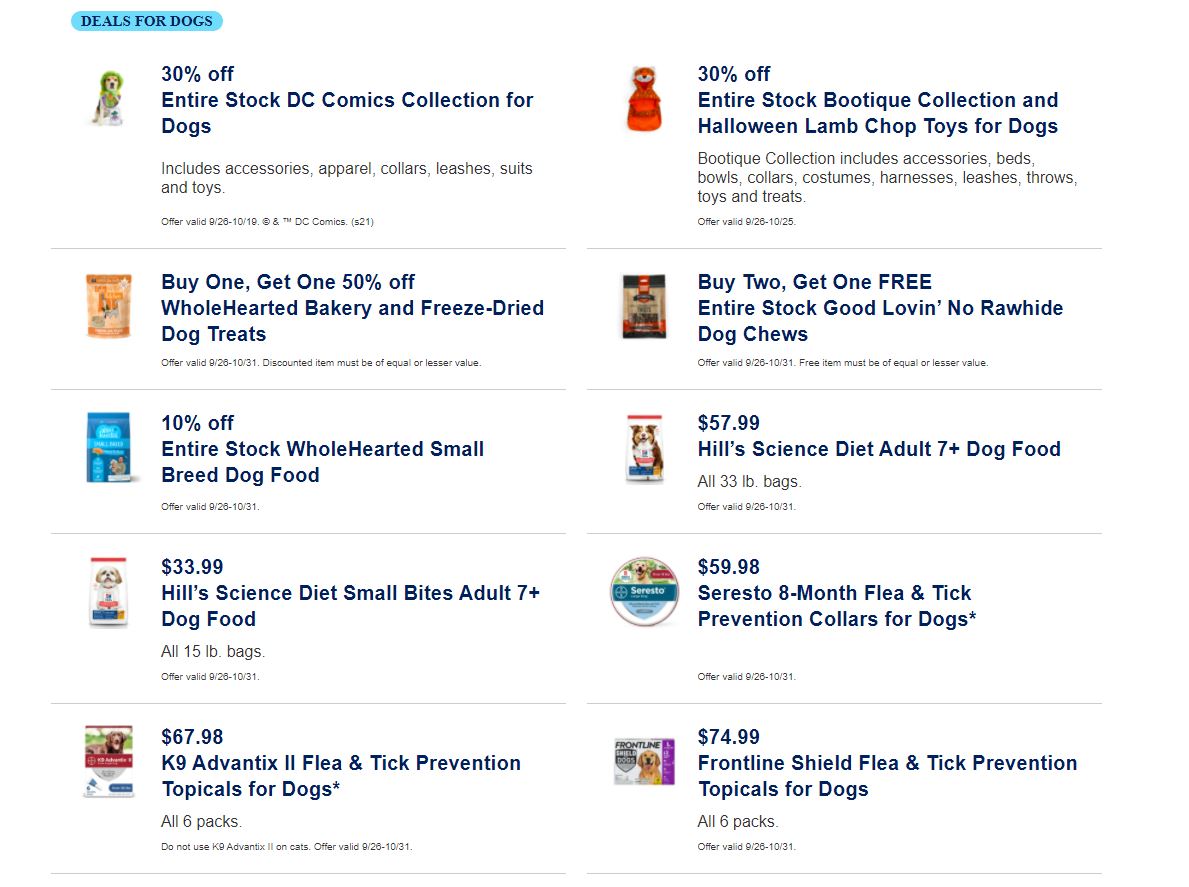 DEALS FOR DOGS
30% off
Entire Stock DC Comics Collection for
Dogs
Includes accessories, apparel, collars, leashes, suits
and toys.
Offer valid 9/26-10/19. © & ™ DC Comics. (s21)
30% off
Entire Stock Bootique Collection and
Halloween Lamb Chop Toys for Dogs
Bootique Collection includes accessories, beds,
bowls, collars, costumes, harnesses, leashes, throws,
toys and treats.
Offer valid 9/26-10/25.
Buy One, Get One 50% off
WholeHearted Bakery and Freeze-Dried
Dog Treats
Offer valid 9/26-10/31. Discounted item must be of equal or lesser value.
Buy Two, Get One FREE
Entire Stock Good Lovin’ No Rawhide
Dog Chews
Offer valid 9/26-10/31. Free item must be of equal or lesser value.
10% off
Entire Stock WholeHearted Small
Breed Dog Food
Offer valid 9/26-10/31.
SMALL BREED
$57.99
Hill’s Science Diet Adult 7+ Dog Food
All 33 lb. bags.
Offer valid 9/26-10/31.
$33.99
Hill’s Science Diet Small Bites Adult 7+
Dog Food
All 15 lb. bags.
Offer valid 9/26-10/31.
Seresto
$59.98
Seresto 8-Month Flea & Tick
Prevention Collars for Dogs*
Offer valid 9/26-10/31.
K9 Advantix II
$67.98
K9 Advantix II Flea & Tick Prevention
Topicals for Dogs*
All 6 packs.
Do not use K9 Advantix II on cats. Offer valid 9/26-10/31.
FRONTLINE
SHIELD
DOGS
$74.99
Frontline Shield Flea & Tick Prevention
Topicals for Dogs
All 6 packs.
Offer valid 9/26-10/31.